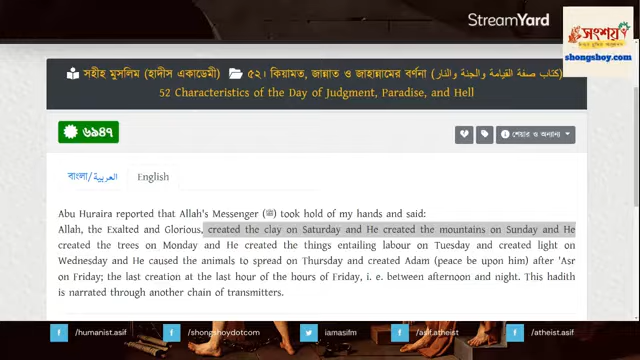 StreamYard
সংশয়
shongshoy.com
সহীহ মুসলিম (হাদীস একাডেমী) ৫২। কিয়ামত, জান্নাত ও জাহান্নামের বর্ণনা (كتاب صفة القيامة والجنة والنار)
52 Characteristics of the Day of Judgment, Paradise, and Hell
৬৯৪৭
শেয়ার ও অন্যান্য
বাংলা/العربية English
Abu Huraira reported that Allah's Messenger (ﷺ) took hold of my hands and said:
Allah, the Exalted and Glorious, created the clay on Saturday and He created the mountains on Sunday and He
created the trees on Monday and He created the things entailing labour on Tuesday and created light on
Wednesday and He caused the animals to spread on Thursday and created Adam (peace be upon him) after 'Asr
on Friday; the last creation at the last hour of the hours of Friday, i. e. between afternoon and night. This hadith
is narrated through another chain of transmitters.
/humanist.asif /shongshoydotcom iamasifm /asif.atheist /atheist.asif